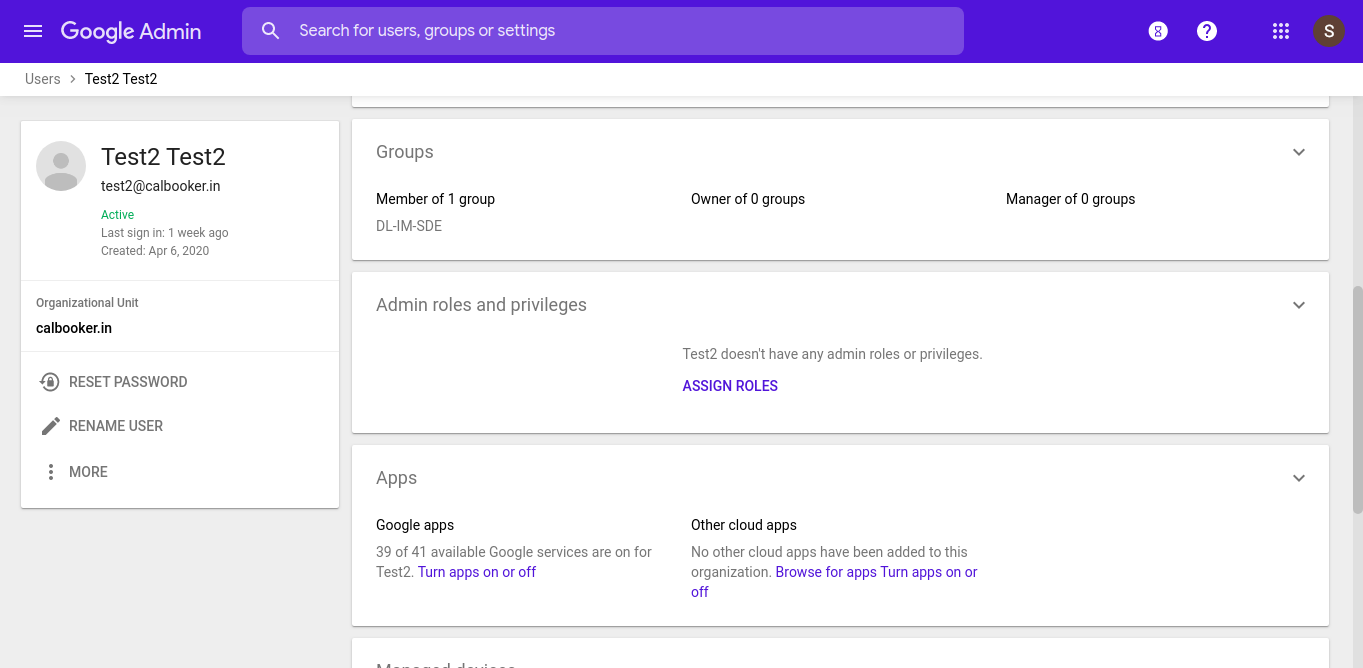 Google Admin
Search for users, groups or settings
S
Users > Test2 Test2
Test2 Test2
test2@calbooker.in
Active
Last sign in: 1 week ago
Created: Apr 6, 2020
Organizational Unit
calbooker.in
RESET PASSWORD
RENAME USER
MORE
Groups
Member of 1 group
Owner of 0 groups
Manager of 0 groups
DL-IM-SDE
Admin roles and privileges
Test2 doesn't have any admin roles or privileges.
ASSIGN ROLES
Apps
Google apps
39 of 41 available Google services are on for
Test2. Turn apps on or off
Other cloud apps
No other cloud apps have been added to this
organization. Browse for apps Turn apps on or
off
Managed devices